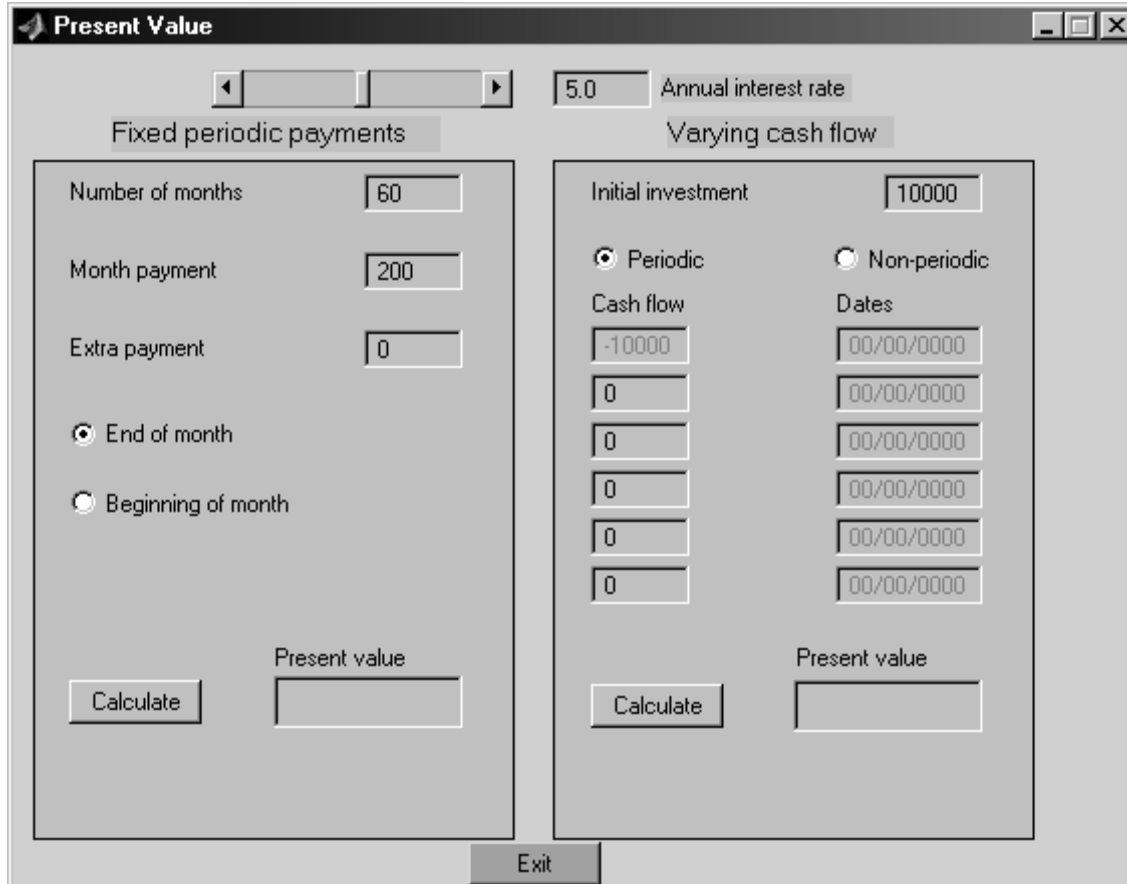 Present Value
5.0 Annual interest rate
Fixed periodic payments
Number of months 60
Month payment 200
Extra payment 0
End of month
Beginning of month
Present value
Calculate
Varying cash flow
Initial investment 10000
Periodic Non-periodic
Cash flow Dates
-10000 00/00/0000
0 00/00/0000
0 00/00/0000
0 00/00/0000
0 00/00/0000
0 00/00/0000
Present value
Calculate
Exit